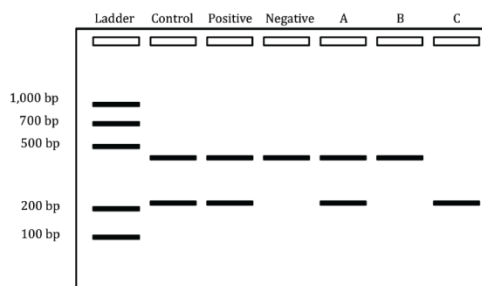 Ladder Control Positive Negative A B C
1,000 bp
700 bp
500 bp
200 bp
100 bp